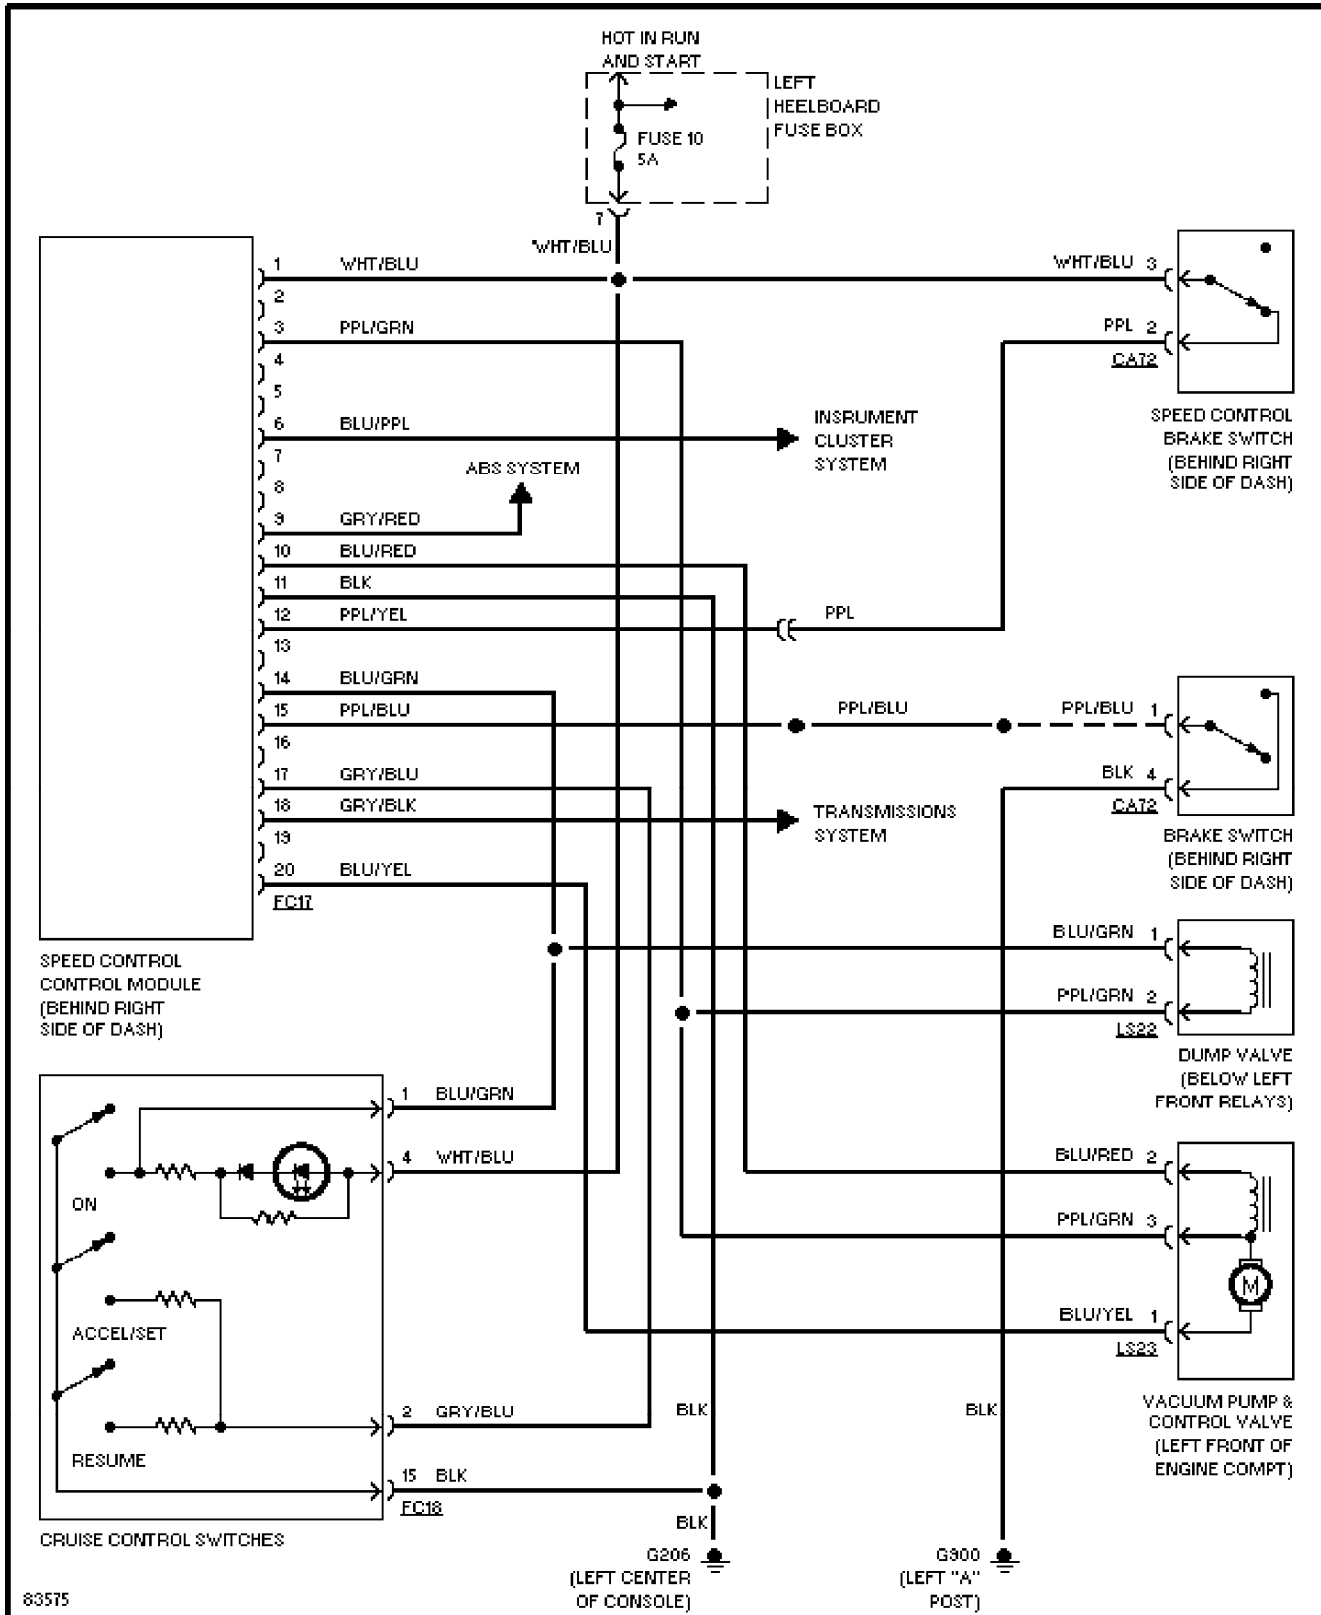 HOT IN RUN
AND START
LEFT
HEELBOARD
FUSE BOX
FUSE 10
5A
7
WHT/BLU
1 WHT/BLU
2
3 PPL/GRN
4
5
6 BLU/PPL
7
8
9 GRY/RED
10 BLU/RED
11 BLK
12 PPL/YEL
13
14 BLU/GRN
15 PPL/BLU
16
17 GRY/BLU
18 GRY/BLK
19
20 BLU/YEL
FC17
SPEED CONTROL
CONTROL MODULE
(BEHIND RIGHT
SIDE OF DASH)
INSRUMENT
CLUSTER
SYSTEM
ABS SYSTEM
PPL
PPL/BLU
TRANSMISSIONS
SYSTEM
WHT/BLU 3
PPL 2
CA72
SPEED CONTROL
BRAKE SWITCH
(BEHIND RIGHT
SIDE OF DASH)
PPL/BLU 1
BLK 4
CA72
BRAKE SWITCH
(BEHIND RIGHT
SIDE OF DASH)
BLU/GRN 1
PPL/GRN 2
LS22
DUMP VALVE
(BELOW LEFT
FRONT RELAYS)
BLU/RED 2
PPL/GRN 3
M
BLU/YEL 1
LS23
VACUUM PUMP &
CONTROL VALVE
(LEFT FRONT OF
ENGINE COMPT)
1 BLU/GRN
4 WHT/BLU
ON
ACCEL/SET
2 GRY/BLU
RESUME
15 BLK
FC18
CRUISE CONTROL SWITCHES
BLK
BLK
G206
(LEFT CENTER
OF CONSOLE)
BLK
G300
(LEFT "A"
POST)
83575